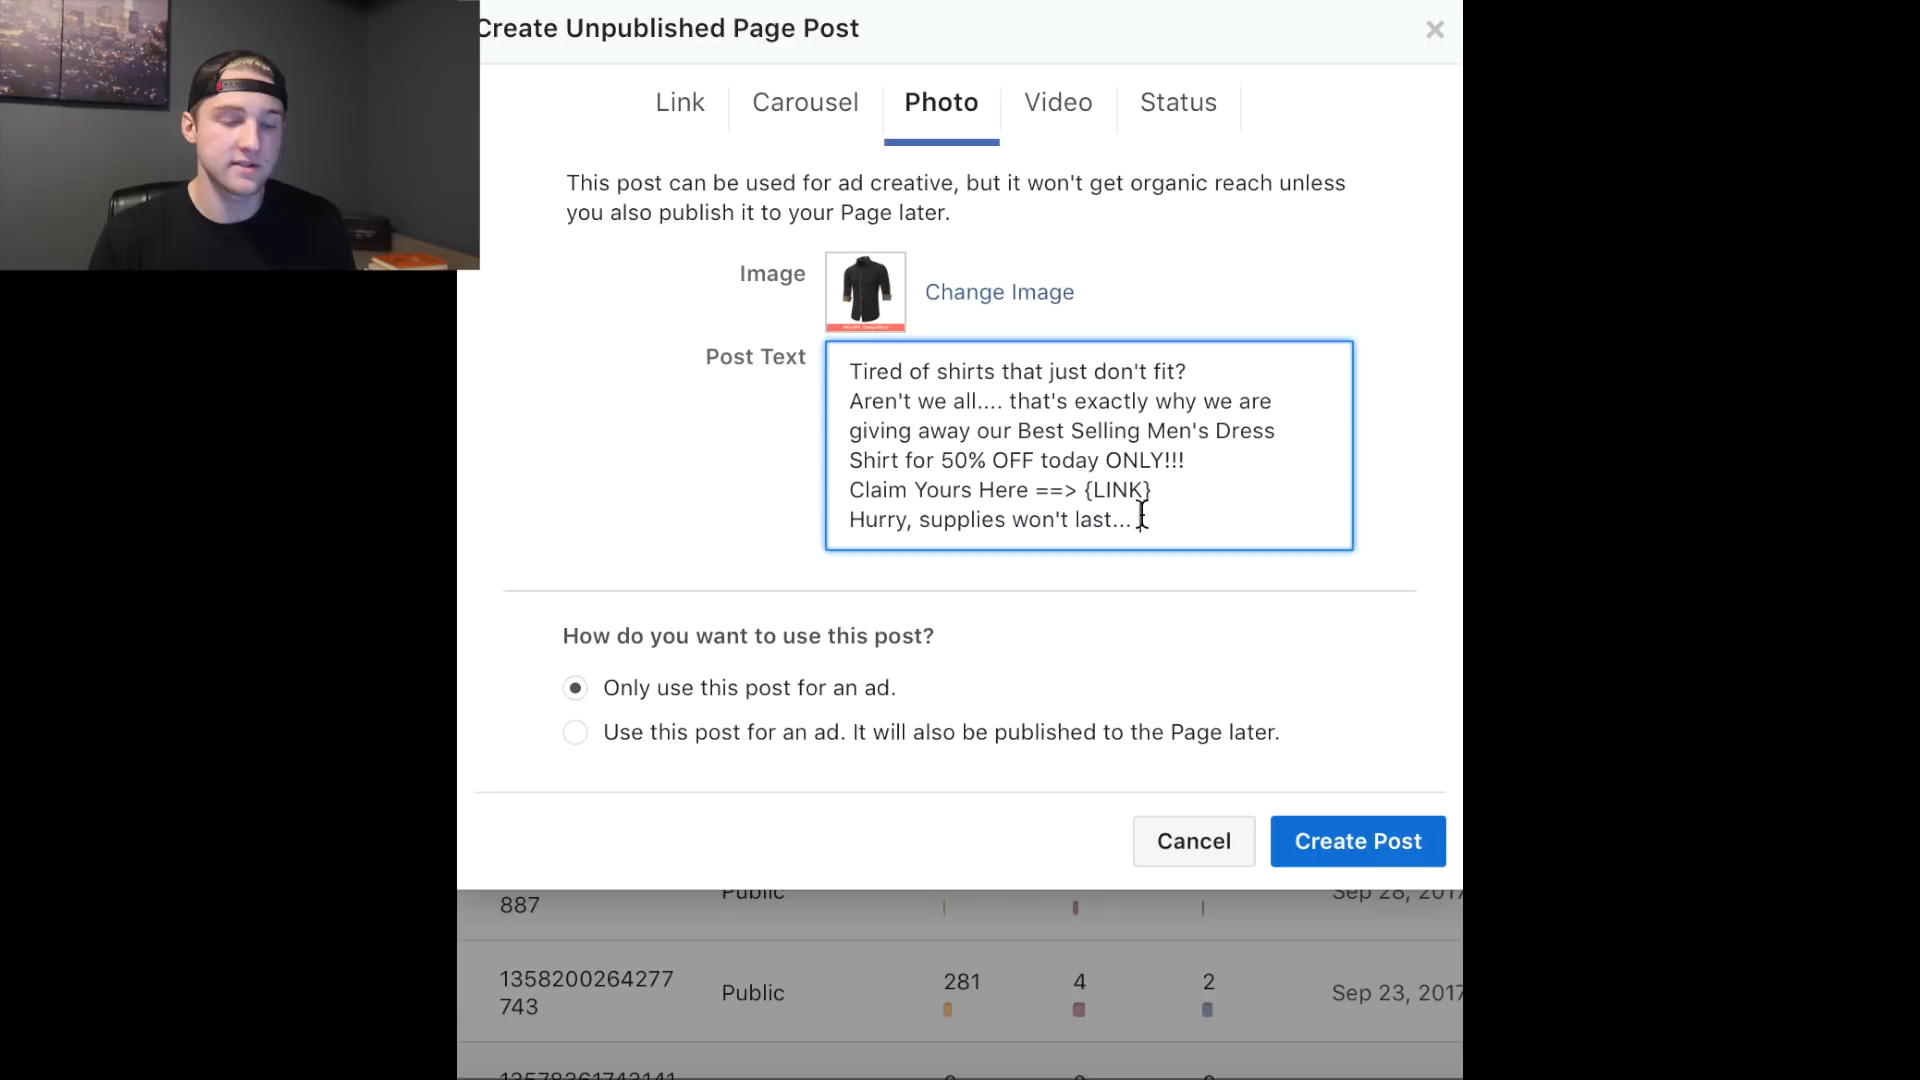 Create Unpublished Page Post
Link
Carousel
Photo
Video
Status
This post can be used for ad creative, but it won't get organic reach unless
you also publish it to your Page later.
Image
Change Image
Post Text
Tired of shirts that just don't fit?
Aren't we all.... that's exactly why we are
giving away our Best Selling Men's Dress
Shirt for 50% OFF today ONLY!!!
Claim Yours Here ==> {LINK}
Hurry, supplies won't last...
How do you want to use this post?
Only use this post for an ad.
Use this post for an ad. It will also be published to the Page later.
Cancel
Create Post
887
Public
Sep 28, 2017
1358200264277
743
Public
281
4
2
Sep 23, 2017